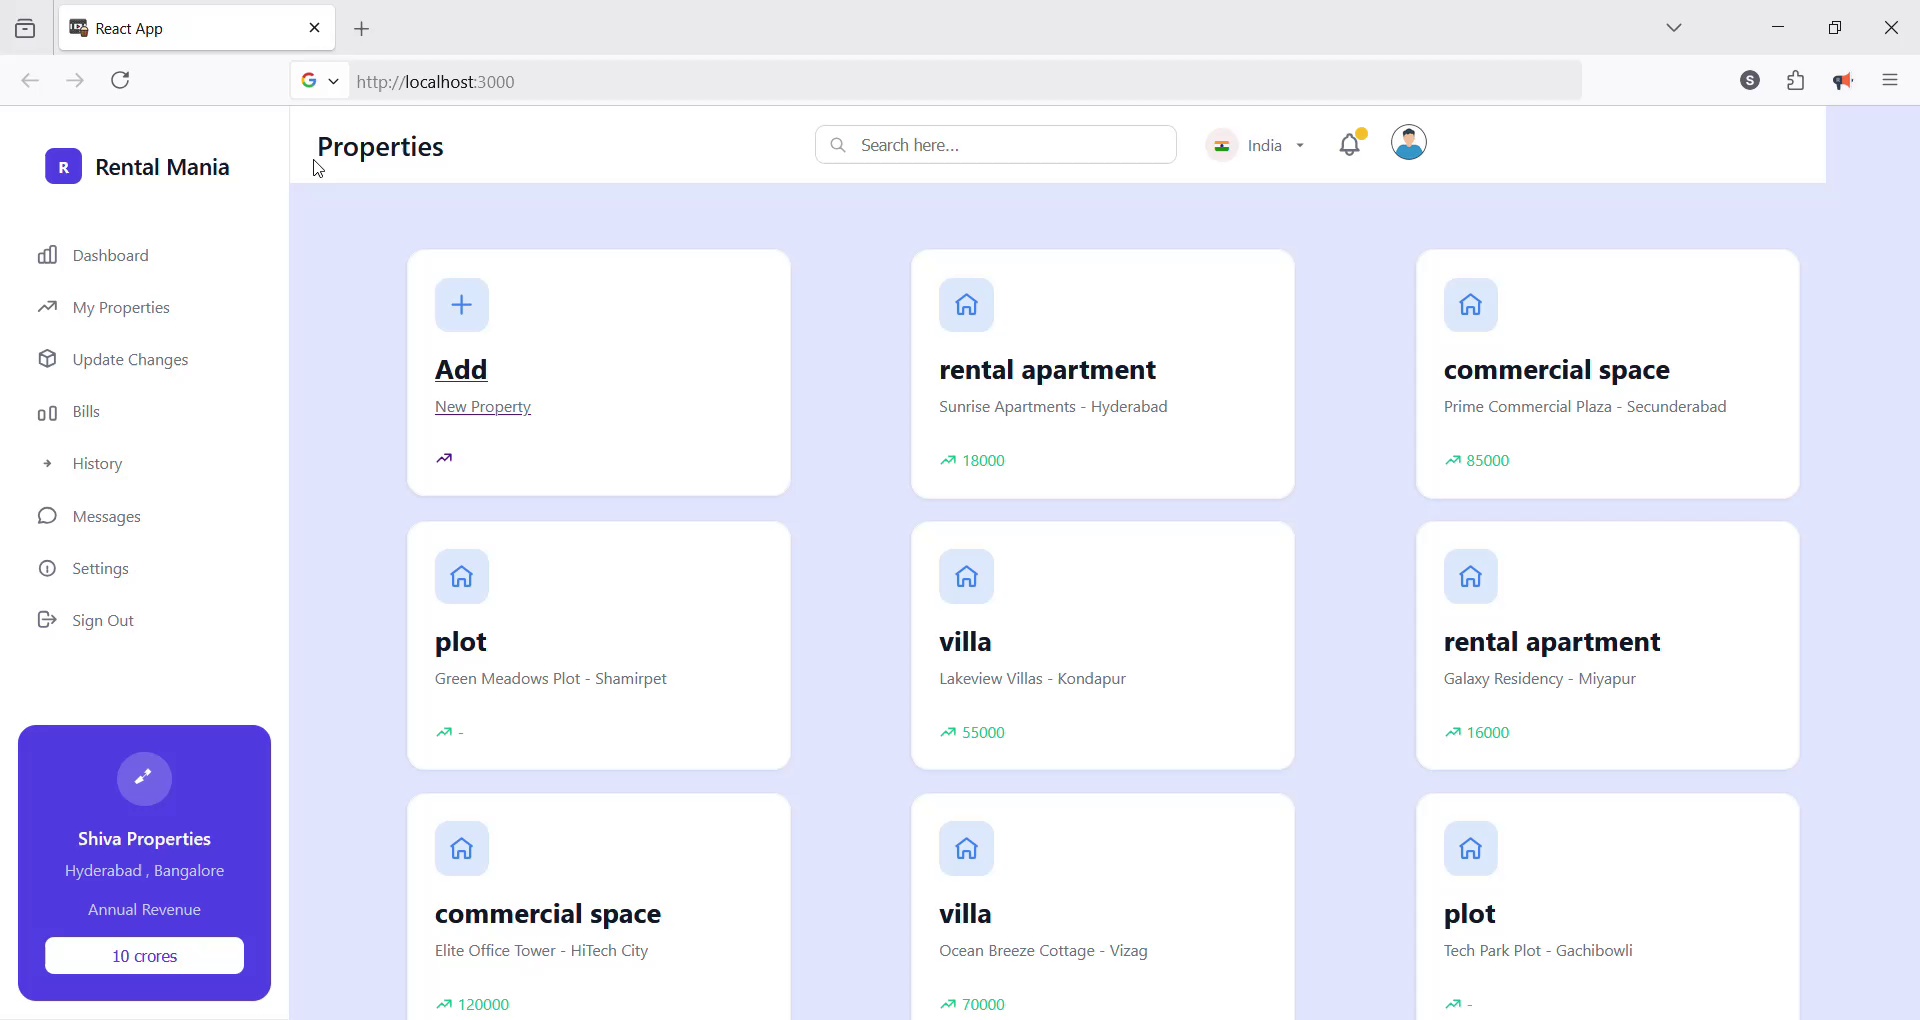 React App
http://localhost:3000
S
R Rental Mania
Properties
Search here...
India
Dashboard
My Properties
Update Changes
Bills
History
Messages
Settings
Sign Out
Shiva Properties
Hyderabad , Bangalore
Annual Revenue
10 crores
Add
New Property
rental apartment
Sunrise Apartments - Hyderabad
18000
commercial space
Prime Commercial Plaza - Secunderabad
85000
plot
Green Meadows Plot - Shamirpet
-
villa
Lakeview Villas - Kondapur
55000
rental apartment
Galaxy Residency - Miyapur
16000
commercial space
Elite Office Tower - HiTech City
120000
villa
Ocean Breeze Cottage - Vizag
70000
plot
Tech Park Plot - Gachibowli
-